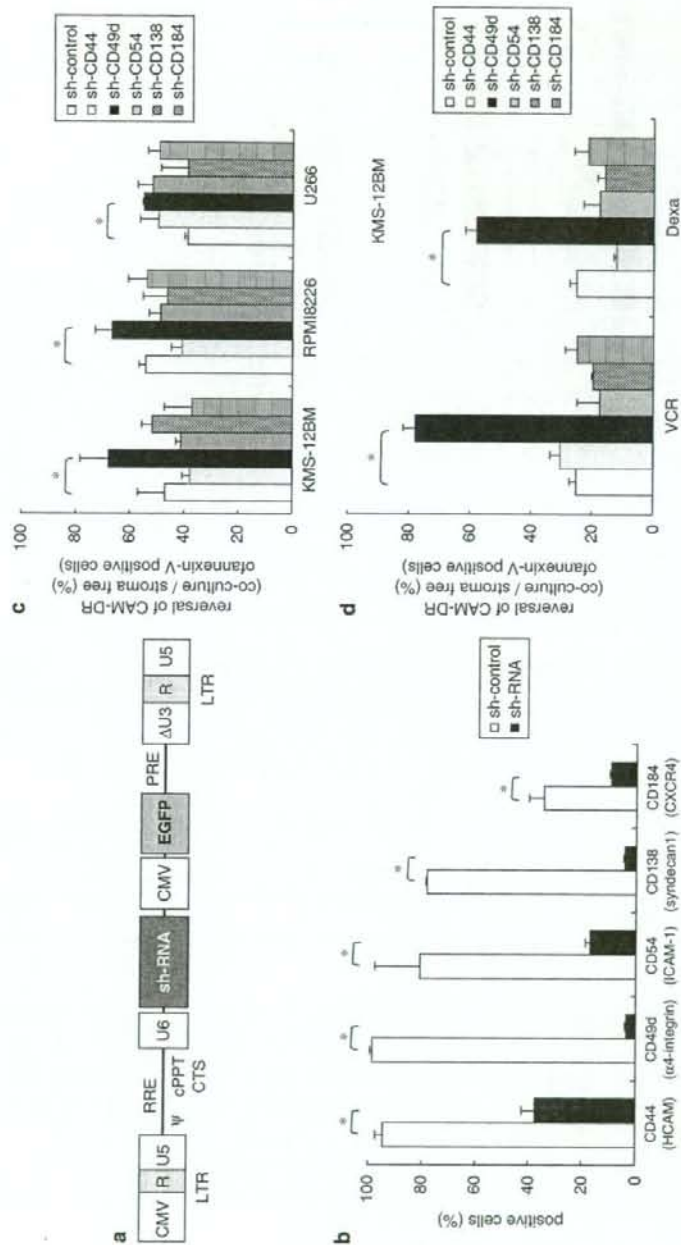 a
RRE
PRE
CMV R U5 U6 sh-RNA CMV EGFP ΔU3 R U5
LTR
ψ cPPT
CTS
LTR
b
positive cells (%)
100
80
60
40
20
0
□ sh-control
■ sh-RNA
* * * * *
CD44 CD49d CD54 CD138 CD184
(HCAM) (α4-integrin) (ICAM-1) (syndecan1) (CXCR4)
c
reversal of CAM-DR
(co-culture / stroma free (%)
ofannexin-V positive cells)
100
80
60
40
20
0
* * *
KMS-12BM RPMI8226 U266
sh-control
sh-CD44
sh-CD49d
sh-CD54
sh-CD138
sh-CD184
d
reversal of CAM-DR
(co-culture / stroma free (%)
ofannexin-V positive cells)
100
80
60
40
20
0
KMS-12BM
* *
VCR Dexa
sh-control
sh-CD44
sh-CD49d
sh-CD54
sh-CD138
sh-CD184